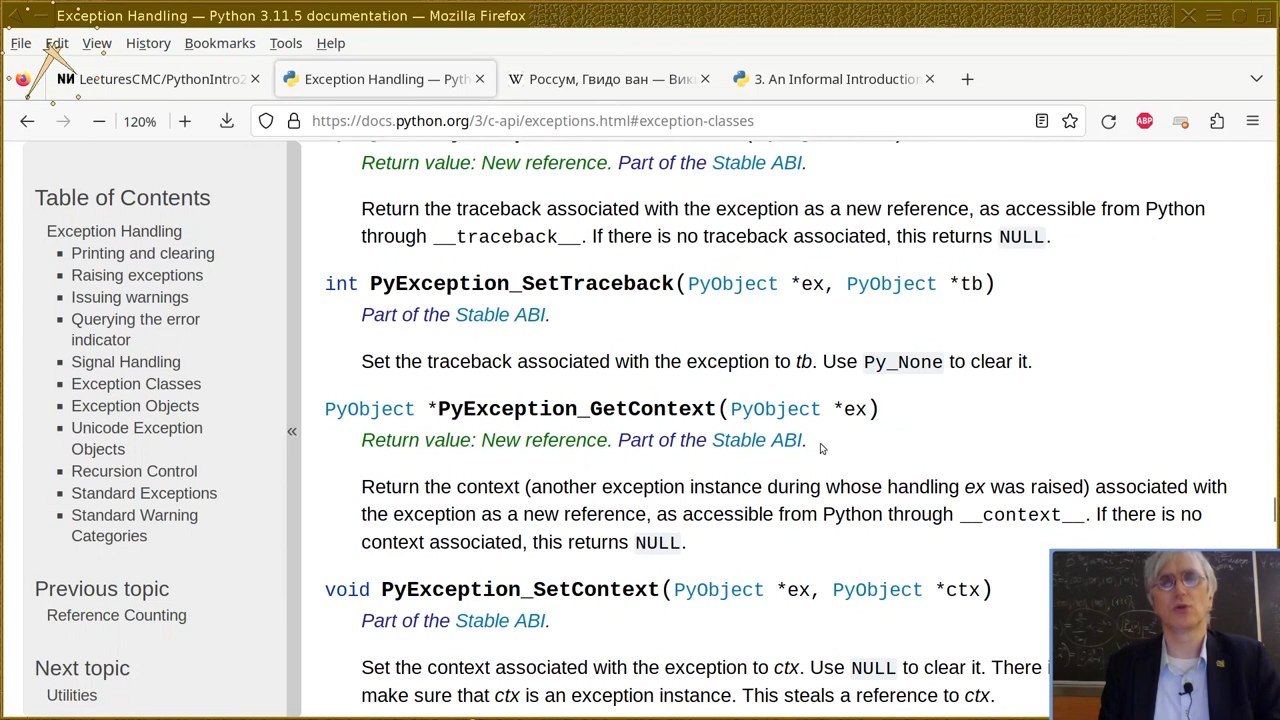 Exception Handling — Python 3.11.5 documentation — Mozilla Firefox
File Edit View History Bookmarks Tools Help
LecturesCMC/PythonIntro2
Exception Handling — Pyth
Россум, Гвидо ван — Вики
3. An Informal Introduction
120%
https://docs.python.org/3/c-api/exceptions.html#exception-classes
ABP
Table of Contents
Exception Handling
Printing and clearing
Raising exceptions
Issuing warnings
Querying the error
indicator
Signal Handling
Exception Classes
Exception Objects
Unicode Exception
Objects
Recursion Control
Standard Exceptions
Standard Warning
Categories
Previous topic
Reference Counting
Next topic
Utilities
«
Return value: New reference. Part of the Stable ABI.
Return the traceback associated with the exception as a new reference, as accessible from Python
through __traceback__. If there is no traceback associated, this returns NULL.
int PyException_SetTraceback(PyObject *ex, PyObject *tb)
Part of the Stable ABI.
Set the traceback associated with the exception to tb. Use Py_None to clear it.
PyObject *PyException_GetContext(PyObject *ex)
Return value: New reference. Part of the Stable ABI.
Return the context (another exception instance during whose handling ex was raised) associated with
the exception as a new reference, as accessible from Python through __context__. If there is no
context associated, this returns NULL.
void PyException_SetContext(PyObject *ex, PyObject *ctx)
Part of the Stable ABI.
Set the context associated with the exception to ctx. Use NULL to clear it. There
make sure that ctx is an exception instance. This steals a reference to ctx.